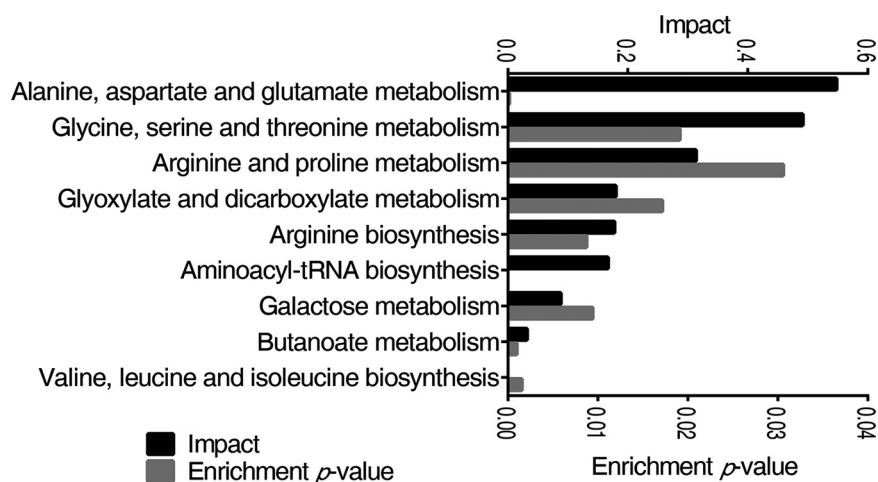 Impact
0.0 0.2 0.4 0.6
Alanine, aspartate and glutamate metabolism
Glycine, serine and threonine metabolism
Arginine and proline metabolism
Glyoxylate and dicarboxylate metabolism
Arginine biosynthesis
Aminoacyl-tRNA biosynthesis
Galactose metabolism
Butanoate metabolism
Valine, leucine and isoleucine biosynthesis
0.00 0.01 0.02 0.03 0.04
Enrichment p-value
Impact
Enrichment p-value